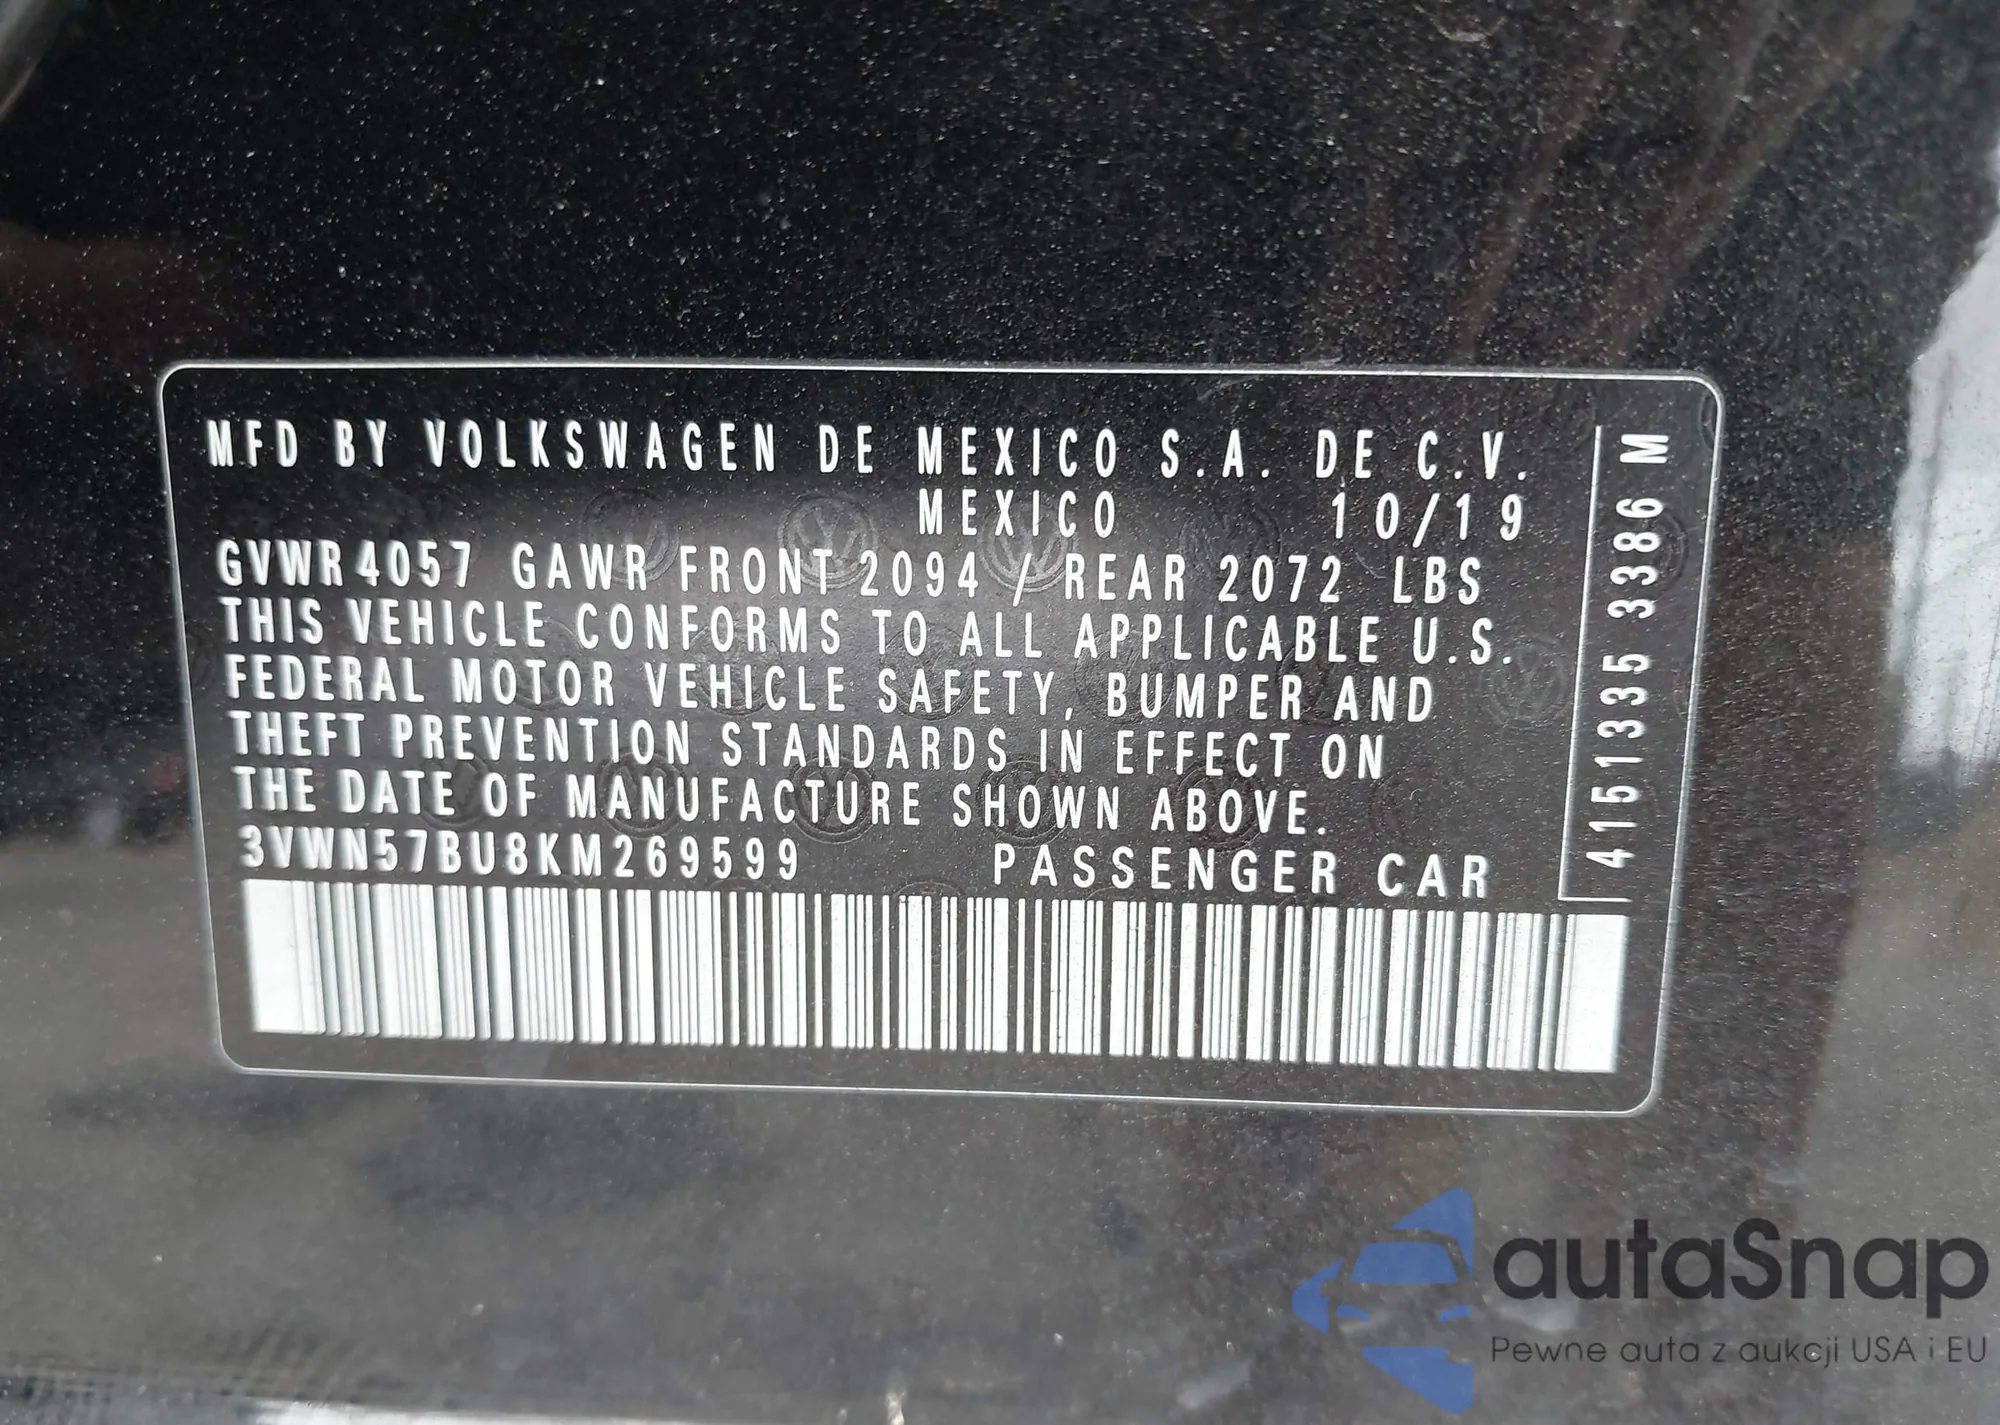 MFD BY VOLKSWAGEN DE MEXICO S.A. DE C.V.
MEXICO 10/19
GVWR 4057 GAWR FRONT 2094 / REAR 2072 LBS
THIS VEHICLE CONFORMS TO ALL APPLICABLE U.S.
FEDERAL MOTOR VEHICLE SAFETY, BUMPER AND
THEFT PREVENTION STANDARDS IN EFFECT ON
THE DATE OF MANUFACTURE SHOWN ABOVE.
3VWN57BU8KM269599 PASSENGER CAR
4151335 3386 M
autaSnap
Pewne auta z aukcji USA i EU